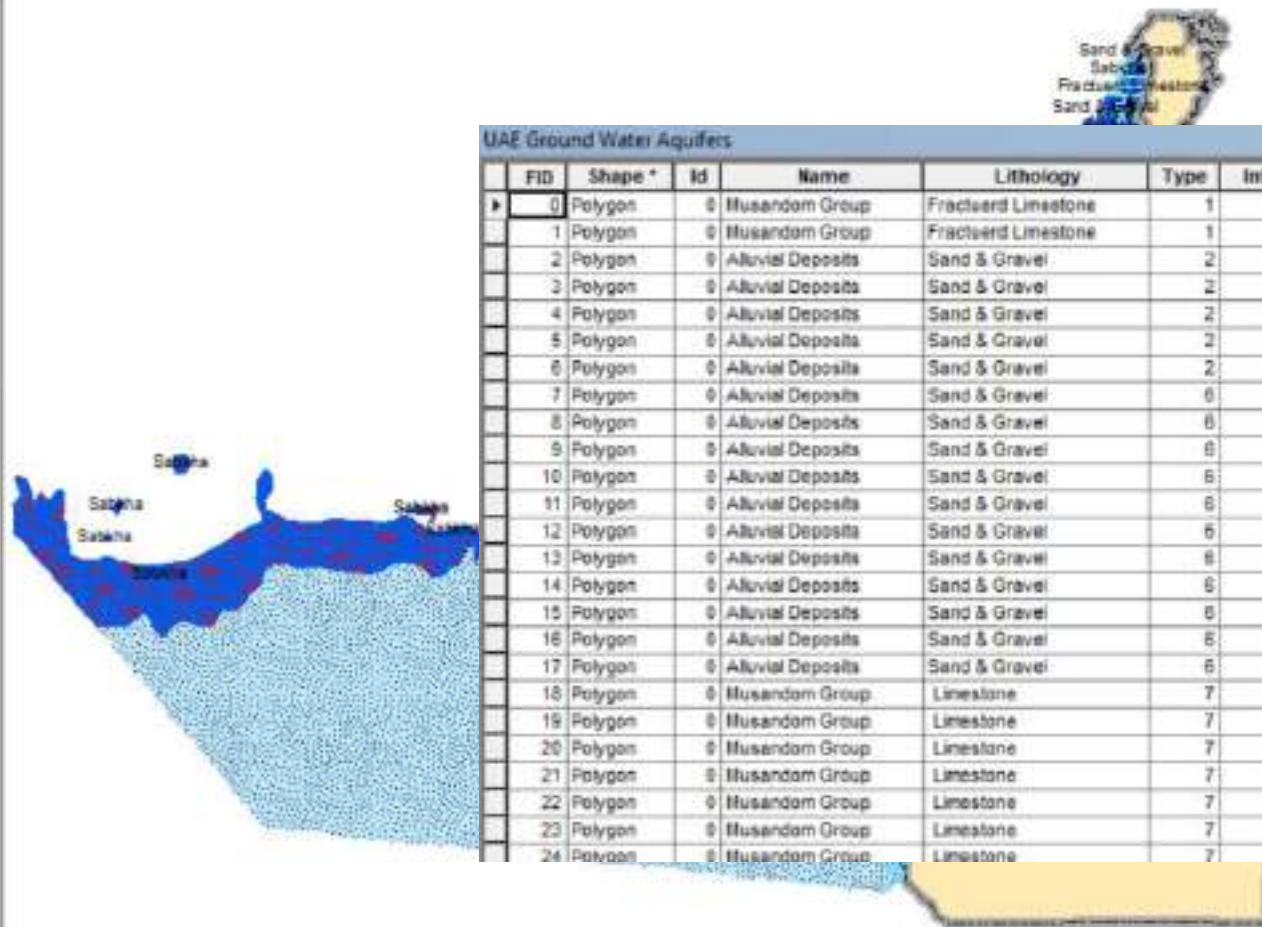 Sand & Gravel
Sabkha
Fractuerd Limestone
Sand & Gravel
UAE Ground Water Aquifers
FID Shape * Id Name Lithology Type
0 Polygon 0 Musandom Group Fractuerd Limestone 1
1 Polygon 0 Musandom Group Fractuerd Limestone 1
2 Polygon 0 Alluvial Deposits Sand & Gravel 2
3 Polygon 0 Alluvial Deposits Sand & Gravel 2
4 Polygon 0 Alluvial Deposits Sand & Gravel 2
5 Polygon 0 Alluvial Deposits Sand & Gravel 2
6 Polygon 0 Alluvial Deposits Sand & Gravel 2
7 Polygon 0 Alluvial Deposits Sand & Gravel 6
8 Polygon 0 Alluvial Deposits Sand & Gravel 6
9 Polygon 0 Alluvial Deposits Sand & Gravel 6
10 Polygon 0 Alluvial Deposits Sand & Gravel 6
11 Polygon 0 Alluvial Deposits Sand & Gravel 6
12 Polygon 0 Alluvial Deposits Sand & Gravel 6
13 Polygon 0 Alluvial Deposits Sand & Gravel 6
14 Polygon 0 Alluvial Deposits Sand & Gravel 6
15 Polygon 0 Alluvial Deposits Sand & Gravel 6
16 Polygon 0 Alluvial Deposits Sand & Gravel 6
17 Polygon 0 Alluvial Deposits Sand & Gravel 6
18 Polygon 0 Musandom Group Limestone 7
19 Polygon 0 Musandom Group Limestone 7
20 Polygon 0 Musandom Group Limestone 7
21 Polygon 0 Musandom Group Limestone 7
22 Polygon 0 Musandom Group Limestone 7
23 Polygon 0 Musandom Group Limestone 7
24 Polygon 0 Musandom Group Limestone 7
Sabkha
Sabkha
Sabkha
Sabkha
Sabkha